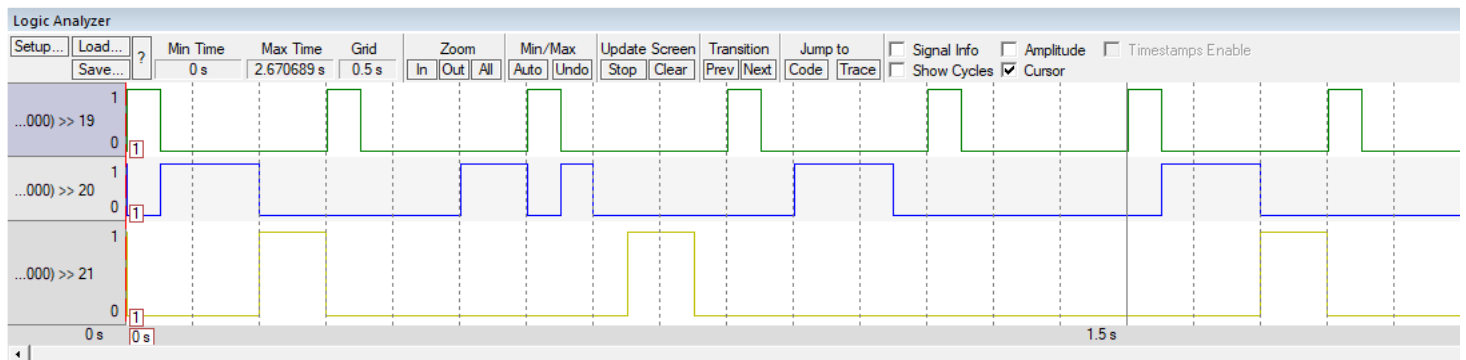 Logic Analyzer
Setup... Load... ? Min Time Max Time Grid Zoom Min/Max Update Screen Transition Jump to Signal Info Amplitude Timestamps Enable
Save... 0 s 2.670689 s 0.5 s In Out All Auto Undo Stop Clear Prev Next Code Trace Show Cycles Cursor
1
...000) >> 19
0 1
1
...000) >> 20
0 1
1
...000) >> 21
0 1
0 s 0 s 1.5 s